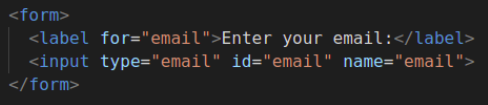 <form>
<label for="email">Enter your email:</label>
<input type="email" id="email" name="email">
</form>